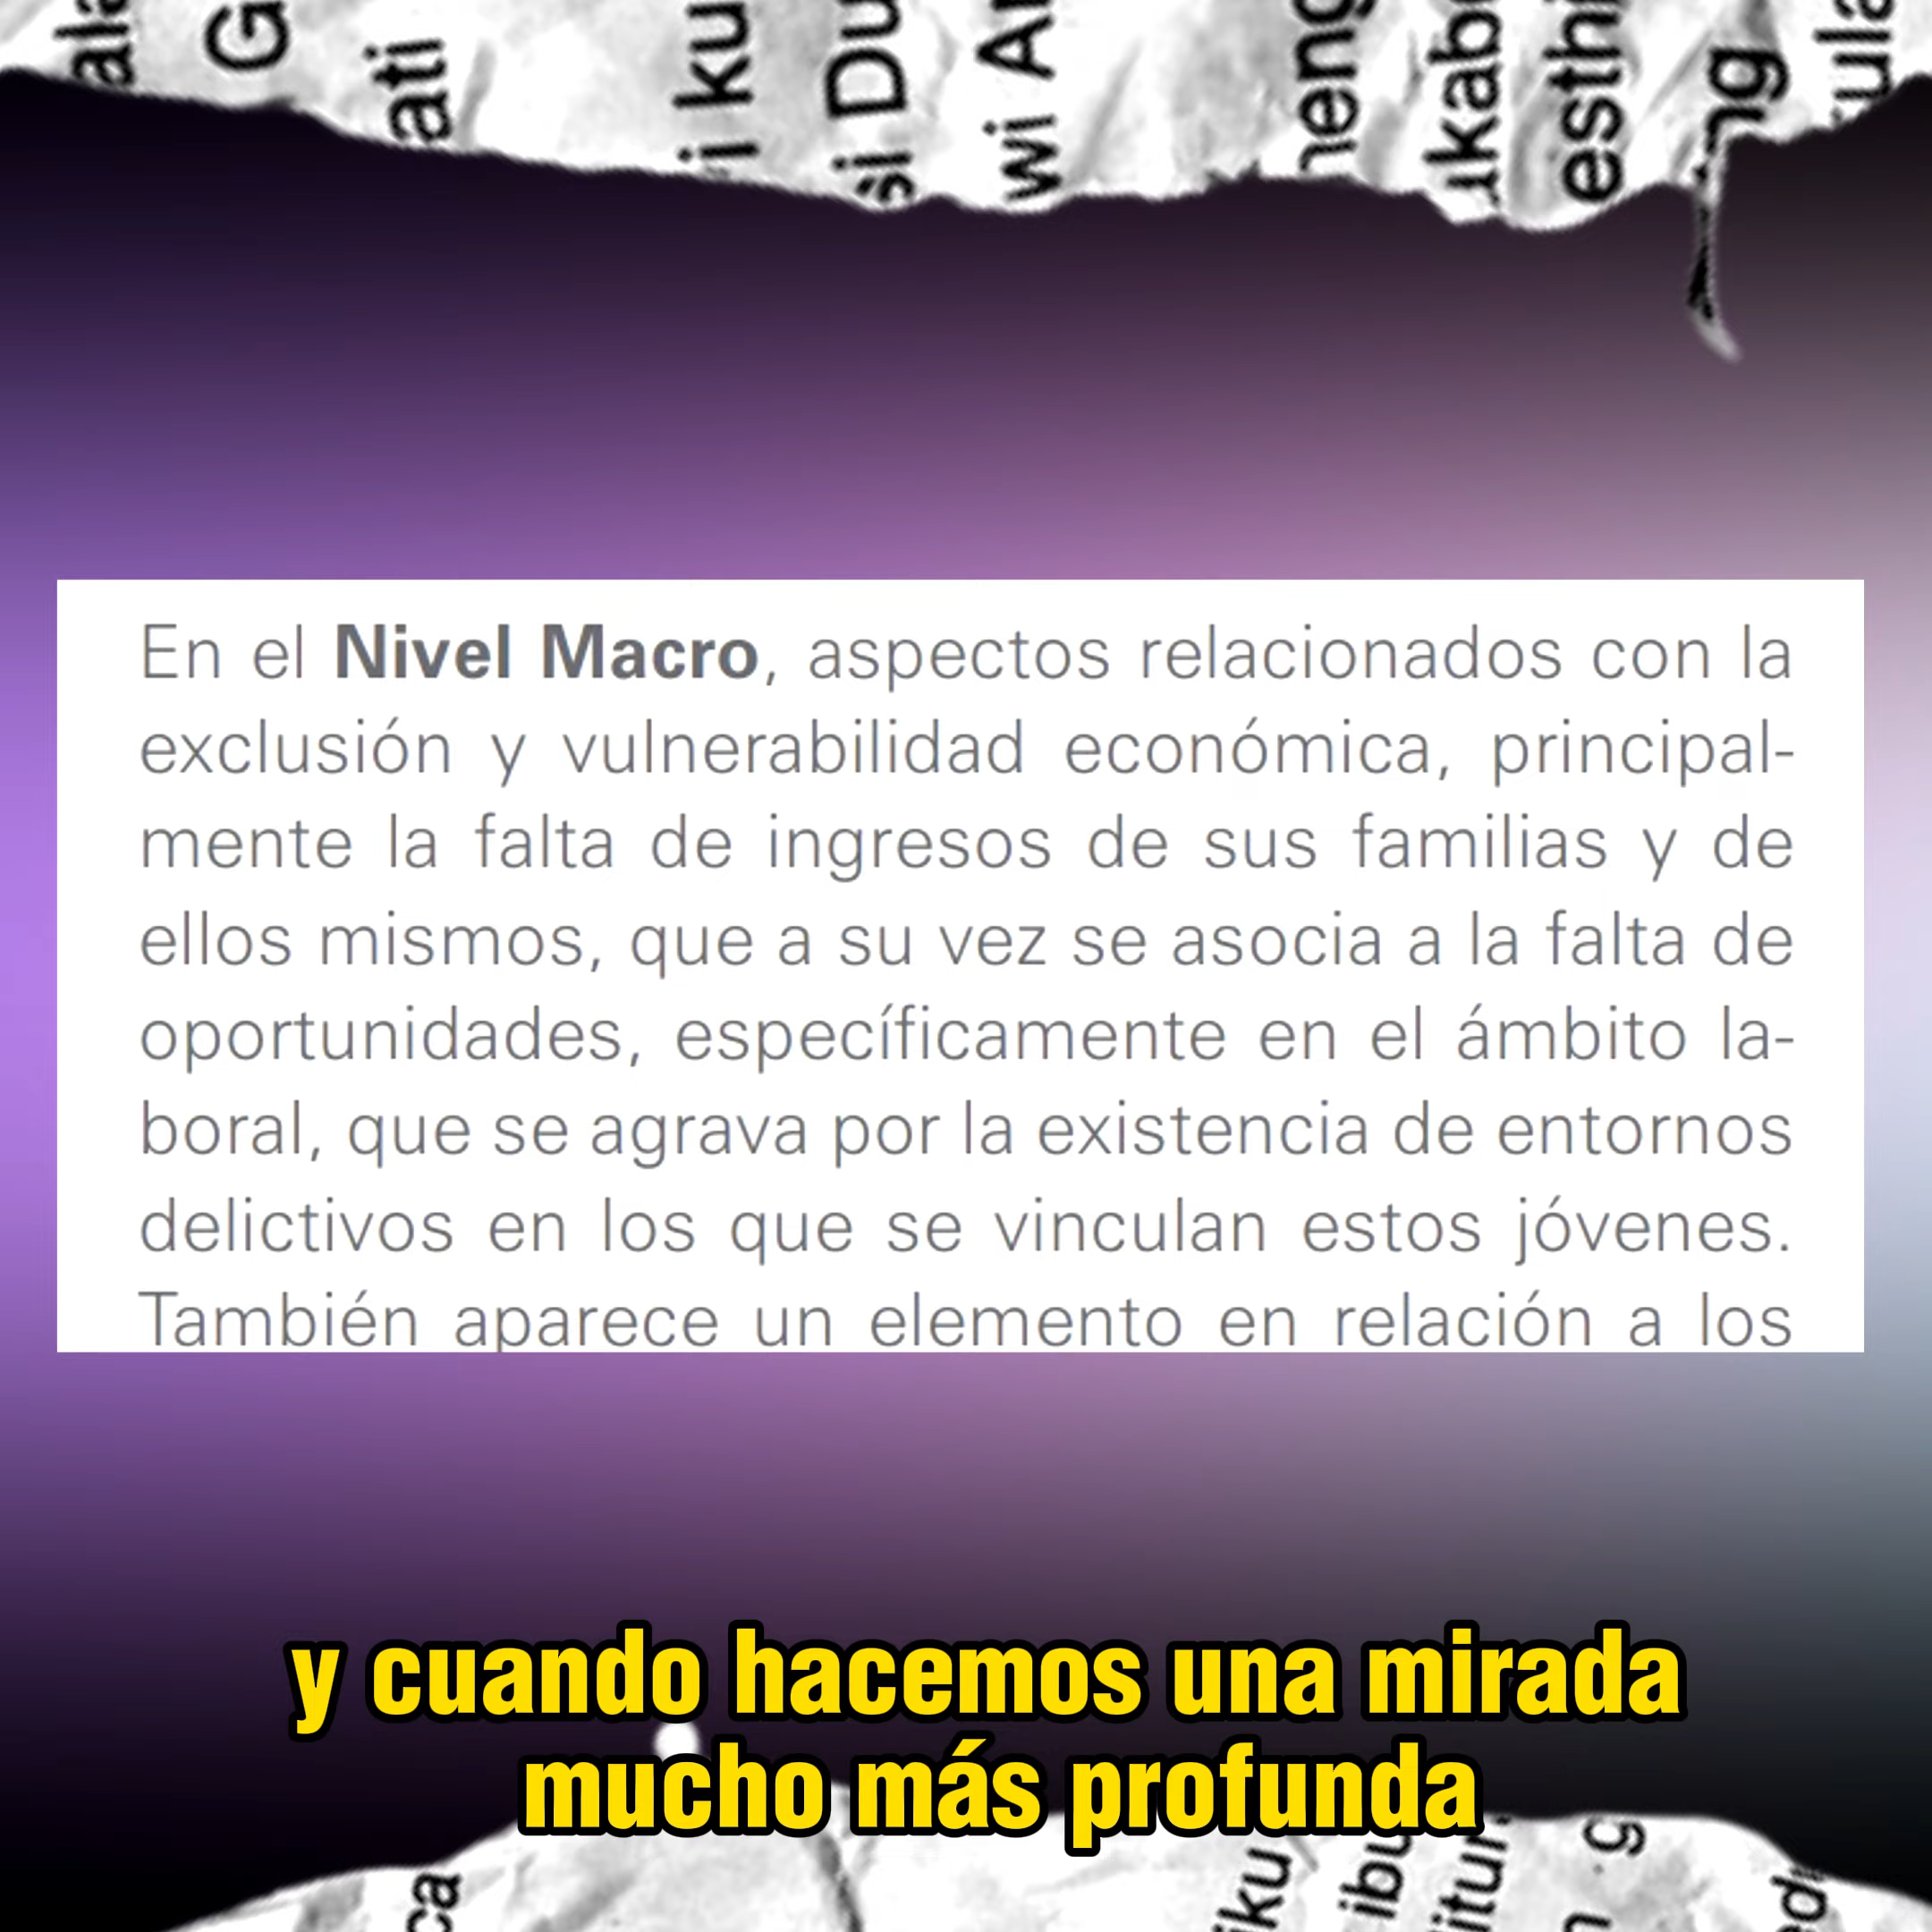 En el Nivel Macro, aspectos relacionados con la
exclusión y vulnerabilidad económica, principal-
mente la falta de ingresos de sus familias y de
ellos mismos, que a su vez se asocia a la falta de
oportunidades, específicamente en el ámbito la-
boral, que se agrava por la existencia de entornos
delictivos en los que se vinculan estos jóvenes.
También aparece un elemento en relación a los
y cuando hacemos una mirada
mucho más profunda